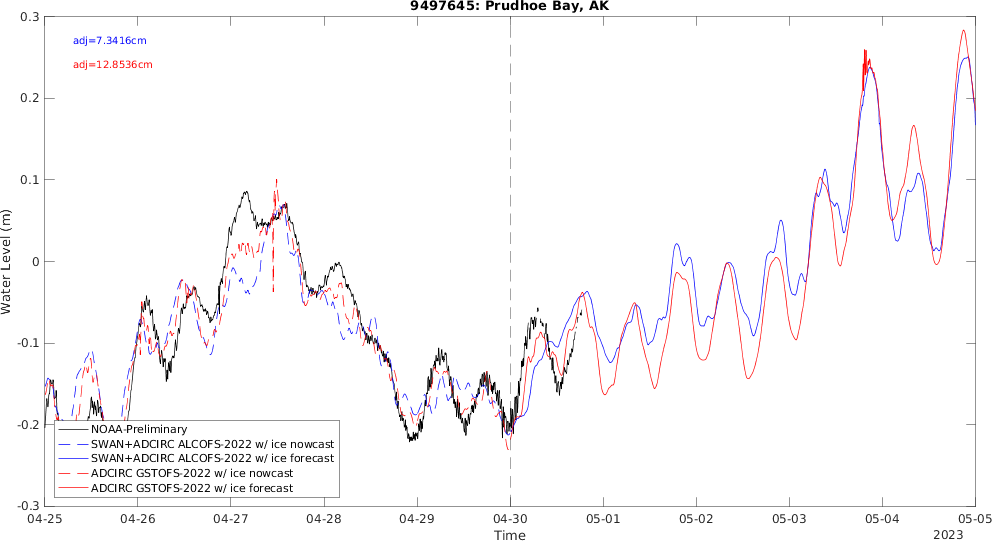 9497645: Prudhoe Bay, AK
adj=7.3416cm
adj=12.8536cm
0.3
0.2
0.1
0
-0.1
-0.2
-0.3
Water Level (m)
NOAA-Preliminary
SWAN+ADCIRC ALCOFS-2022 w/ ice nowcast
SWAN+ADCIRC ALCOFS-2022 w/ ice forecast
ADCIRC GSTOFS-2022 w/ ice nowcast
ADCIRC GSTOFS-2022 w/ ice forecast
04-25 04-26 04-27 04-28 04-29 04-30 05-01 05-02 05-03 05-04 05-05
Time
2023